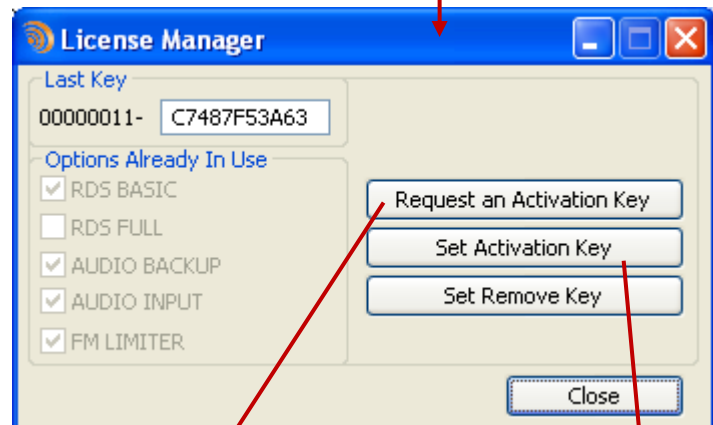 License Manager
Last Key
00000011- C7487F53A63
Options Already In Use
RDS BASIC
RDS FULL
AUDIO BACKUP
AUDIO INPUT
FM LIMITER
Request an Activation Key
Set Activation Key
Set Remove Key
Close